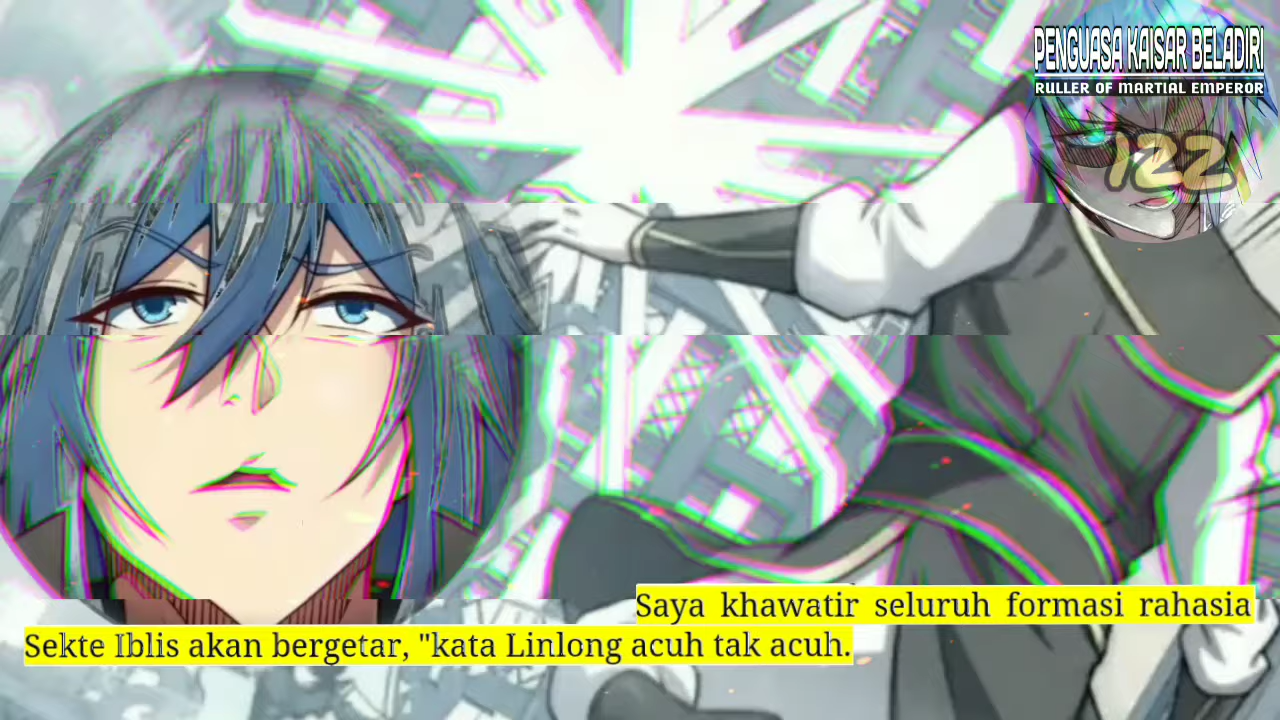 PENGUASA KAISAR BELADIRI
RULLER OF MARTIAL EMPEROR
122
Saya khawatir seluruh formasi rahasia
Sekte Iblis akan bergetar, "kata Linlong acuh tak acuh.